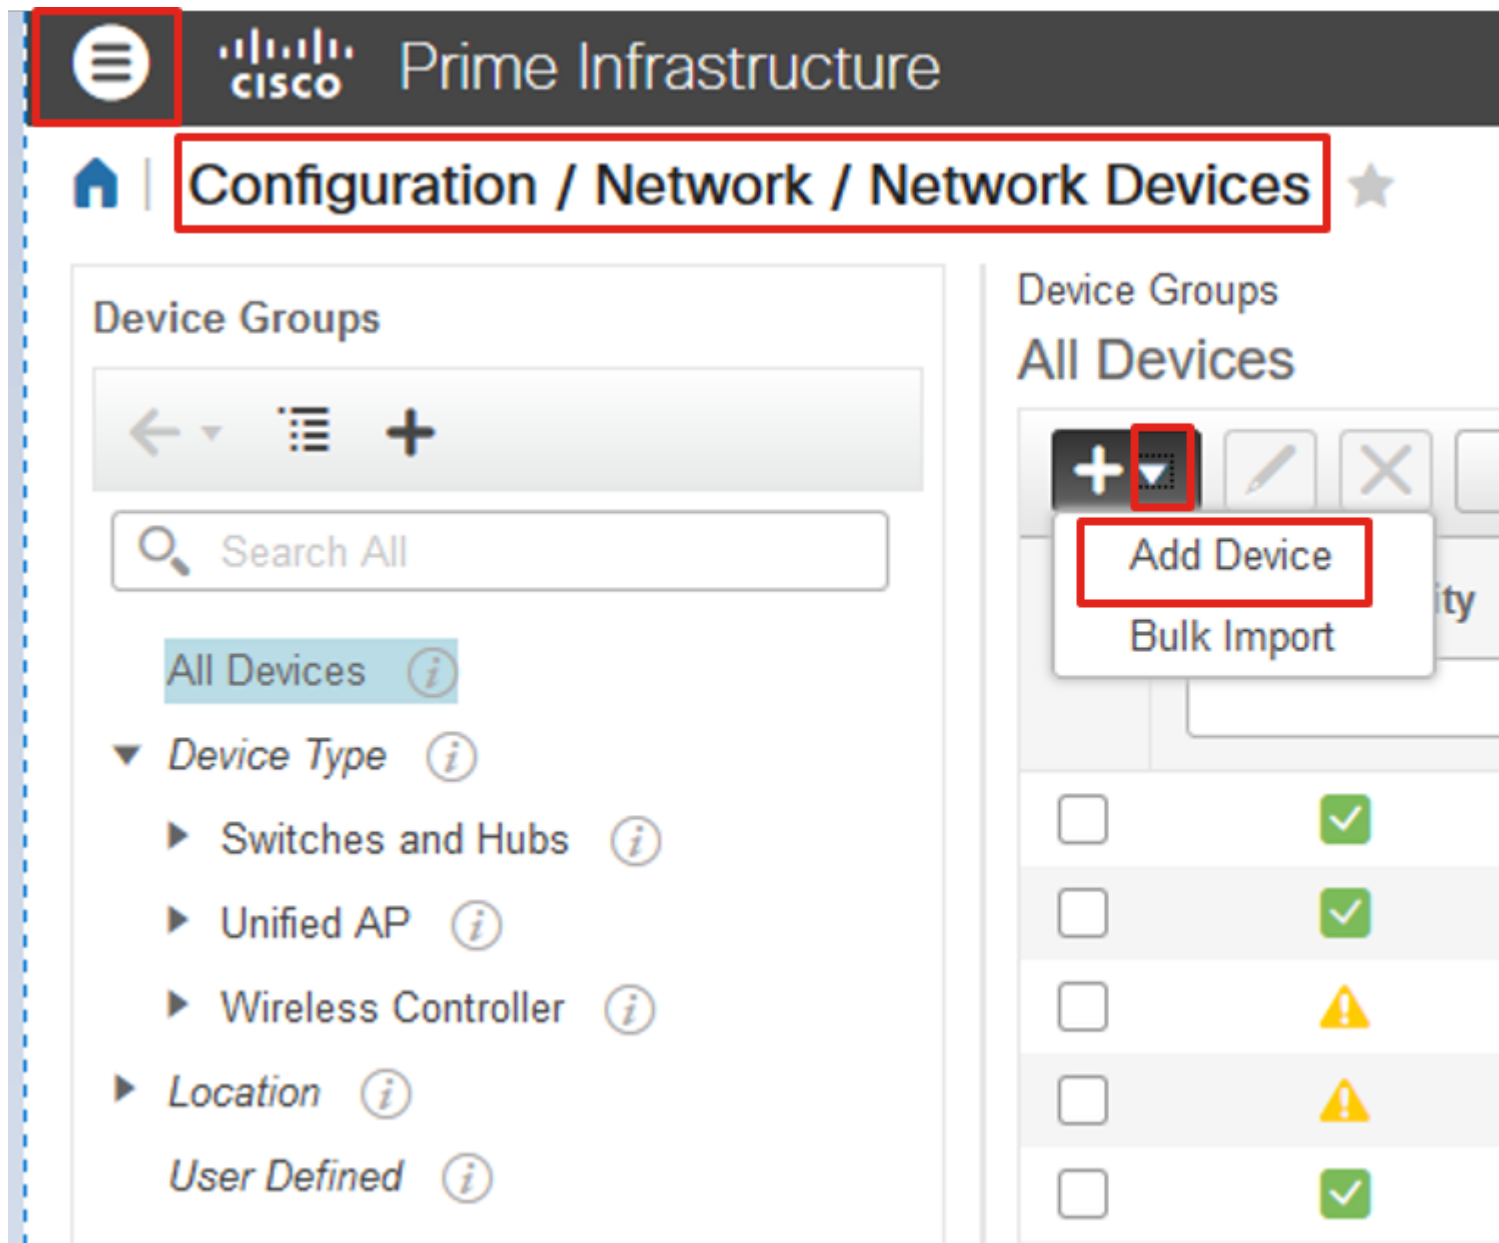 CISCO Prime Infrastructure
Configuration / Network / Network Devices
Device Groups
Search All
All Devices
Device Type
Switches and Hubs
Unified AP
Wireless Controller
Location
User Defined
Device Groups
All Devices
Add Device
Bulk Import
ity